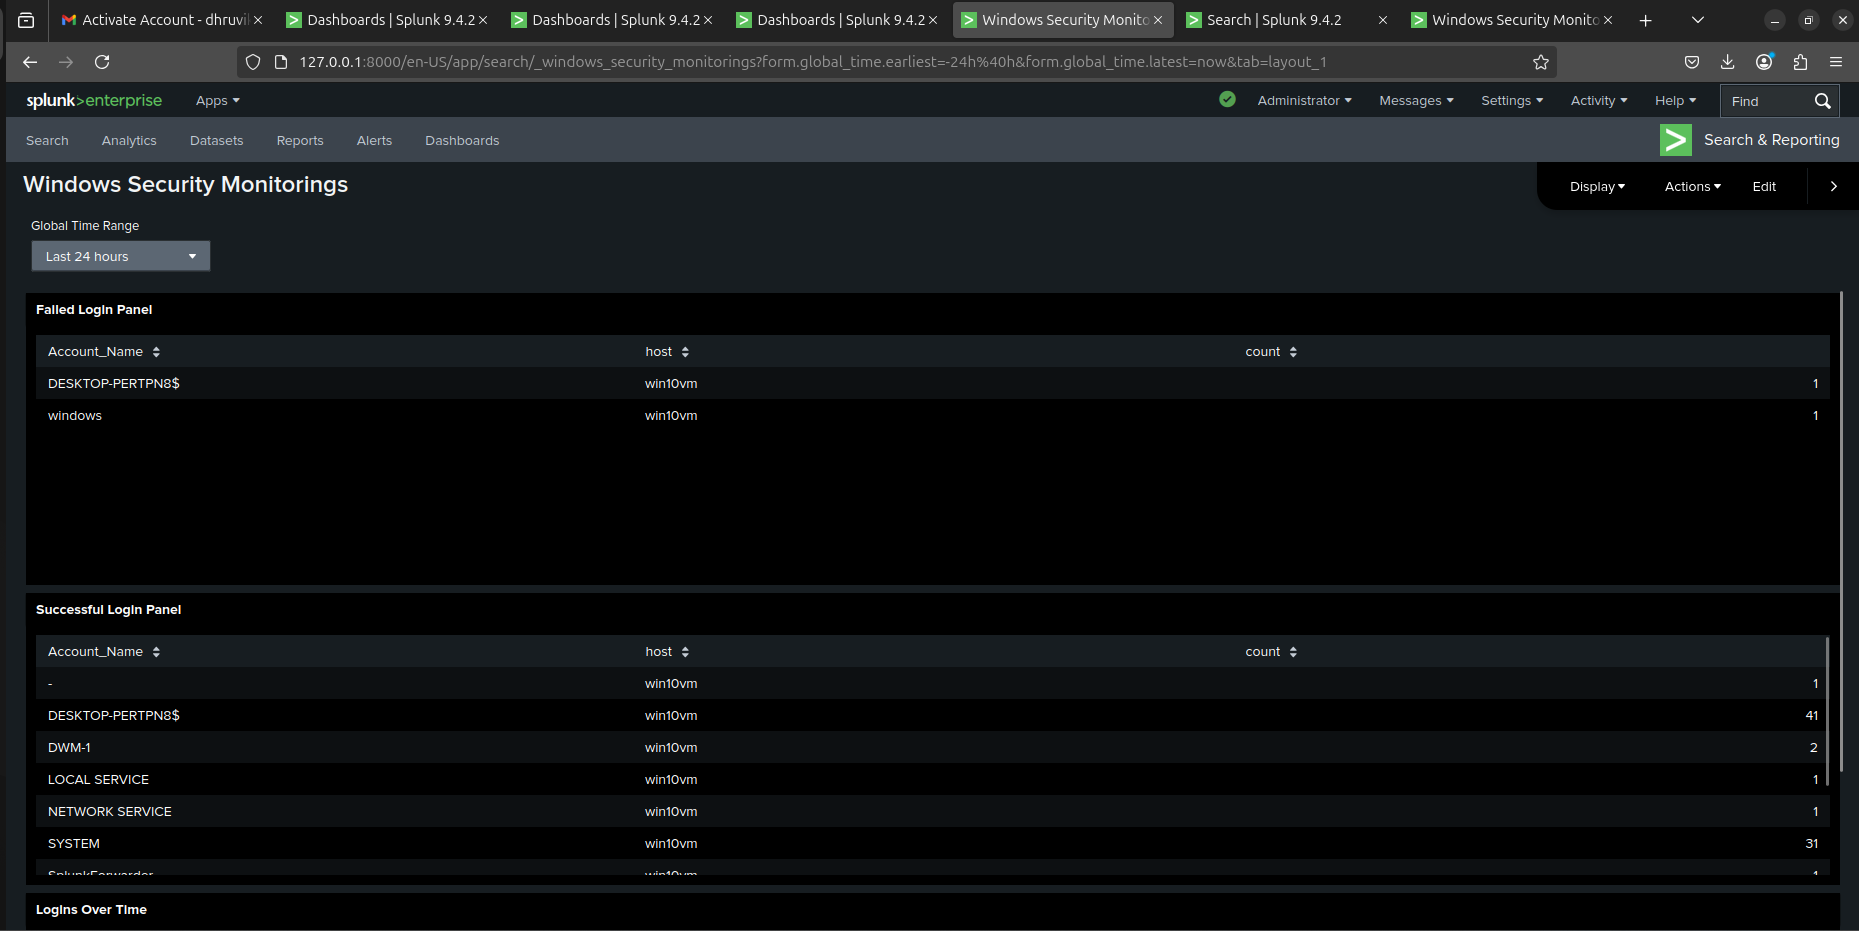 Activate Account - dhruvil
Dashboards | Splunk 9.4.2
Dashboards | Splunk 9.4.2
Dashboards | Splunk 9.4.2
Windows Security Monito
Search | Splunk 9.4.2
Windows Security Monito
127.0.0.1:8000/en-US/app/search/_windows_security_monitorings?form.global_time.earliest=-24h%40h&form.global_time.latest=now&tab=layout_1
splunk>enterprise
Apps
Administrator
Messages
Settings
Activity
Help
Find
Search
Analytics
Datasets
Reports
Alerts
Dashboards
Search & Reporting
Windows Security Monitorings
Display
Actions
Edit
Global Time Range
Last 24 hours
Failed Login Panel
Account_Name host count
DESKTOP-PERTPN8$ win10vm 1
windows win10vm 1
Successful Login Panel
Account_Name host count
- win10vm 1
DESKTOP-PERTPN8$ win10vm 41
DWM-1 win10vm 2
LOCAL SERVICE win10vm 1
NETWORK SERVICE win10vm 1
SYSTEM win10vm 31
SplunkForwarder win10vm 1
Logins Over Time